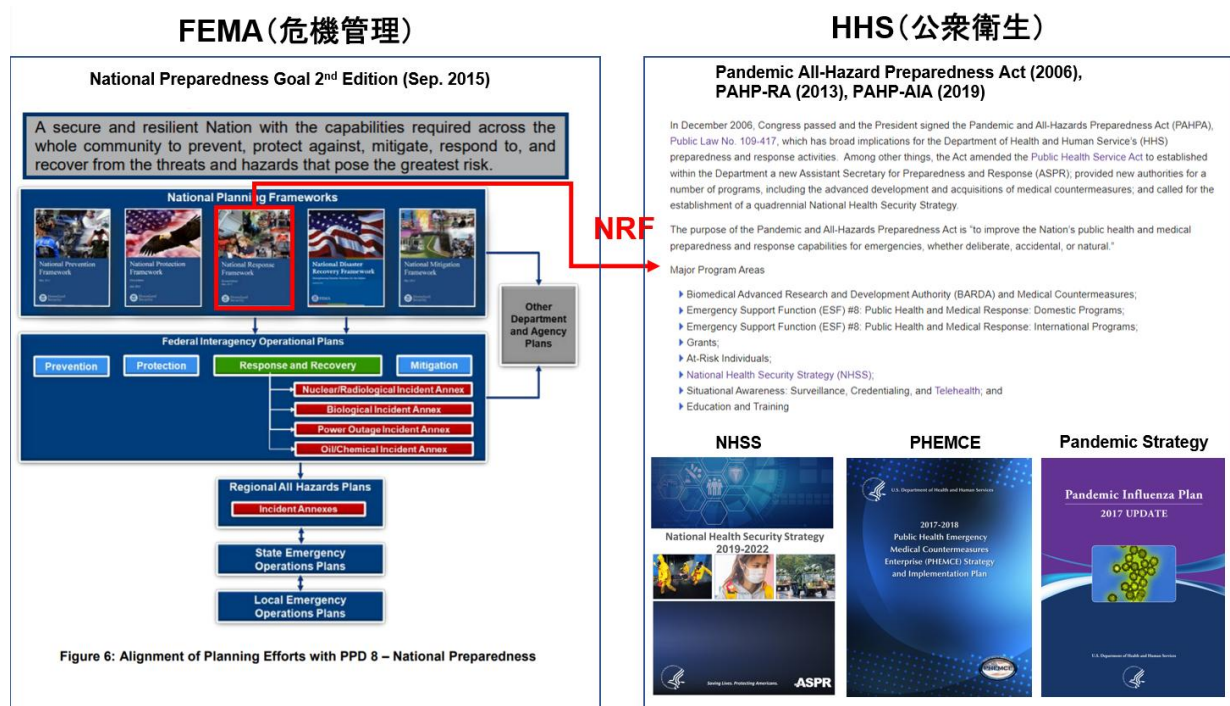 FEMA（危機管理）
National Preparedness Goal 2nd Edition (Sep. 2015)
A secure and resilient Nation with the capabilities required across the
whole community to prevent, protect against, mitigate, respond to, and
recover from the threats and hazards that pose the greatest risk.
National Planning Frameworks
National Prevention
Framework
National Protection
Framework
National Response
Framework
National Disaster
Recovery Framework
National Mitigation
Framework
Other
Department
and Agency
Plans
Federal Interagency Operational Plans
Prevention
Protection
Response and Recovery
Mitigation
Nuclear/Radiological Incident Annex
Biological Incident Annex
Power Outage Incident Annex
Oil/Chemical Incident Annex
Regional All Hazards Plans
Incident Annexes
State Emergency
Operations Plans
Local Emergency
Operations Plans
Figure 6: Alignment of Planning Efforts with PPD 8 – National Preparedness
NRF
HHS（公衆衛生）
Pandemic All-Hazard Preparedness Act (2006),
PAHP-RA (2013), PAHP-AIA (2019)
In December 2006, Congress passed and the President signed the Pandemic and All-Hazards Preparedness Act (PAHPA),
Public Law No. 109-417, which has broad implications for the Department of Health and Human Service's (HHS)
preparedness and response activities. Among other things, the Act amended the Public Health Service Act to established
within the Department a new Assistant Secretary for Preparedness and Response (ASPR); provided new authorities for a
number of programs, including the advanced development and acquisitions of medical countermeasures; and called for the
establishment of a quadrennial National Health Security Strategy.
The purpose of the Pandemic and All-Hazards Preparedness Act is "to improve the Nation's public health and medical
preparedness and response capabilities for emergencies, whether deliberate, accidental, or natural."
Major Program Areas
Biomedical Advanced Research and Development Authority (BARDA) and Medical Countermeasures;
Emergency Support Function (ESF) #8: Public Health and Medical Response: Domestic Programs;
Emergency Support Function (ESF) #8: Public Health and Medical Response: International Programs;
Grants;
At-Risk Individuals;
National Health Security Strategy (NHSS);
Situational Awareness: Surveillance, Credentialing, and Telehealth; and
Education and Training
NHSS
National Health Security Strategy
2019-2022
Saving Lives. Protecting Americans.
ASPR
PHEMCE
U.S. Department of Health and Human Services
2017-2018
Public Health Emergency
Medical Countermeasures
Enterprise (PHEMCE) Strategy
and Implementation Plan
PHEMCE
Pandemic Strategy
Pandemic Influenza Plan
2017 UPDATE
U.S. Department of Health and Human Services